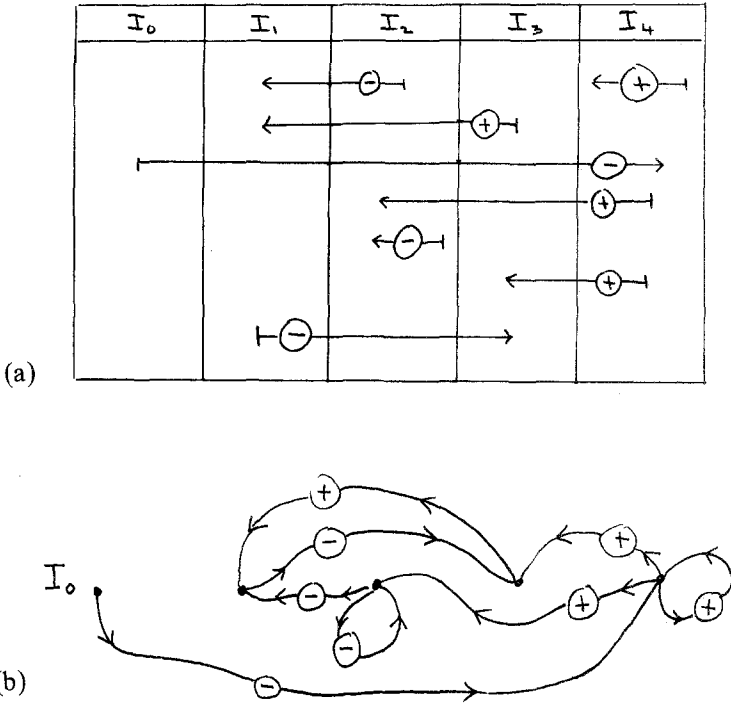 I₀ I₁ I₂ I₃ I₄
− +
+
−
+
−
+
−
(a)
+
− +
I₀ − + +
−
(b) −